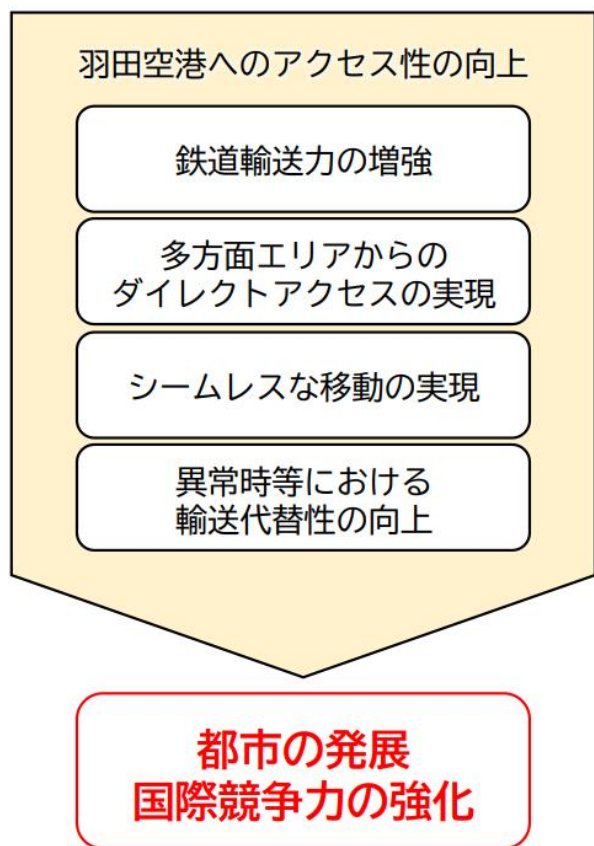 羽田空港へのアクセス性の向上
鉄道輸送力の増強
多方面エリアからの
ダイレクトアクセスの実現
シームレスな移動の実現
異常時等における
輸送代替性の向上
都市の発展
国際競争力の強化